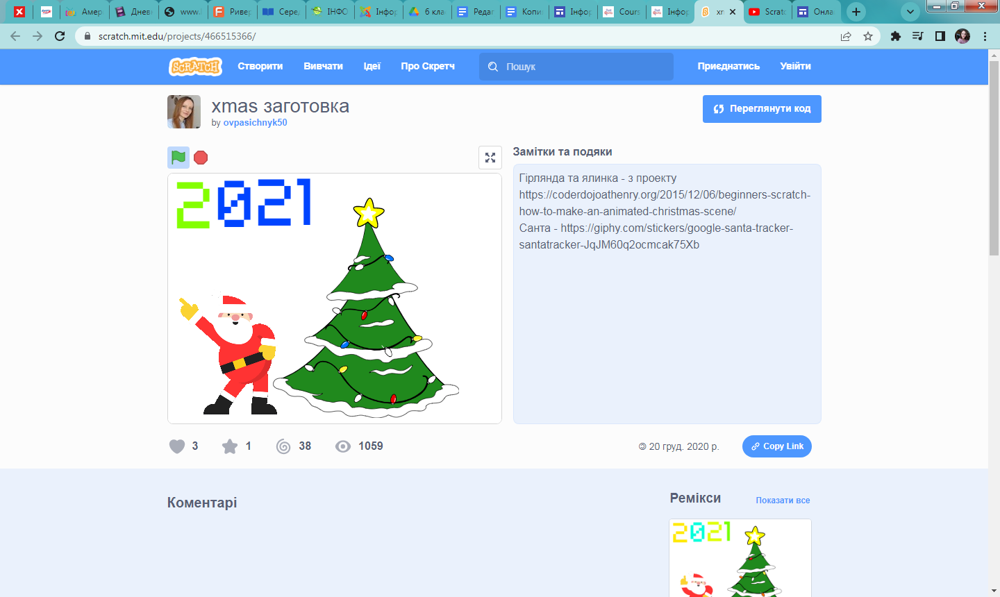 Амер
Дневн
www.
Ривер
Серед
ІНФО
Інфор
6 кла
Редаг
Копи
Інфор
Cours
Інфор
xm
Scratc
Онла
scratch.mit.edu/projects/466515366/
SCRATCH
Створити
Вивчати
Ідеї
Про Скретч
Пошук
Приєднатись
Увійти
xmas заготовка
by ovpasichnyk50
Переглянути код
Замітки та подяки
2021
Гірлянда та ялинка - з проекту
https://coderdojoathenry.org/2015/12/06/beginners-scratch-
how-to-make-an-animated-christmas-scene/
Санта - https://giphy.com/stickers/google-santa-tracker-
santatracker-JqJM60q2ocmcak75Xb
3
1
38
1059
20 груд. 2020 р.
Copy Link
Коментарі
Ремікси
Показати все
2021